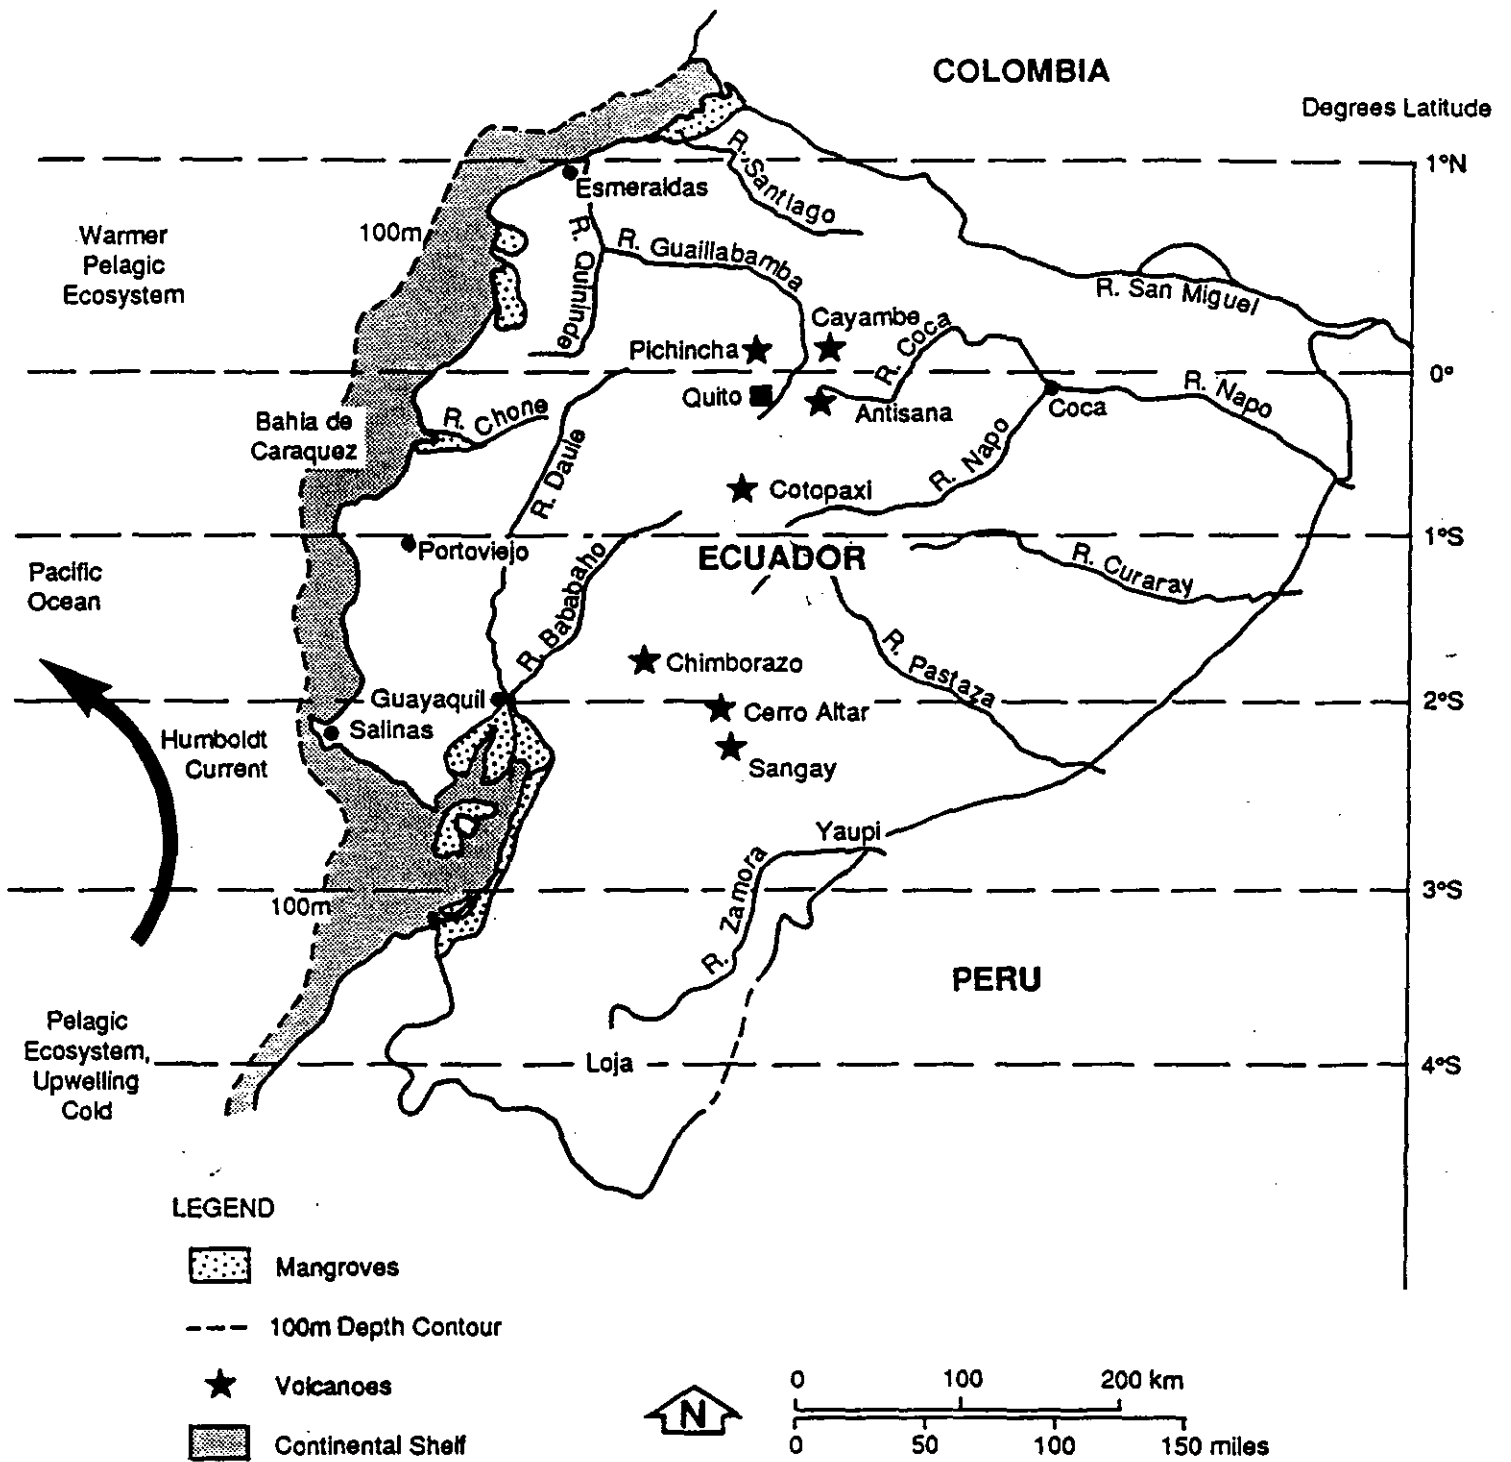 COLOMBIA
Degrees Latitude
1°N
R. Santiago
Esmeraldas
100m
Warmer
Pelagic
Ecosystem
R. Quininde
R. Guaillabamba
R. San Miguel
Cayambe
Pichincha
R. Coca
0°
Quito
Antisana
Coca
R. Napo
Bahia de
Caraquez
R. Chone
R. Daule
R. Napo
Cotopaxi
1°S
Portoviejo
ECUADOR
Pacific
Ocean
R. Bababaho
R. Curaray
Chimborazo
R. Pastaza
Guayaquil
2°S
Salinas
Cerro Altar
Humboldt
Current
Sangay
Yaupi
R. Zamora
3°S
100m
PERU
Pelagic
Ecosystem,
Upwelling
Cold
Loja
4°S
LEGEND
Mangroves
100m Depth Contour
Volcanoes
Continental Shelf
N
0 100 200 km
0 50 100 150 miles